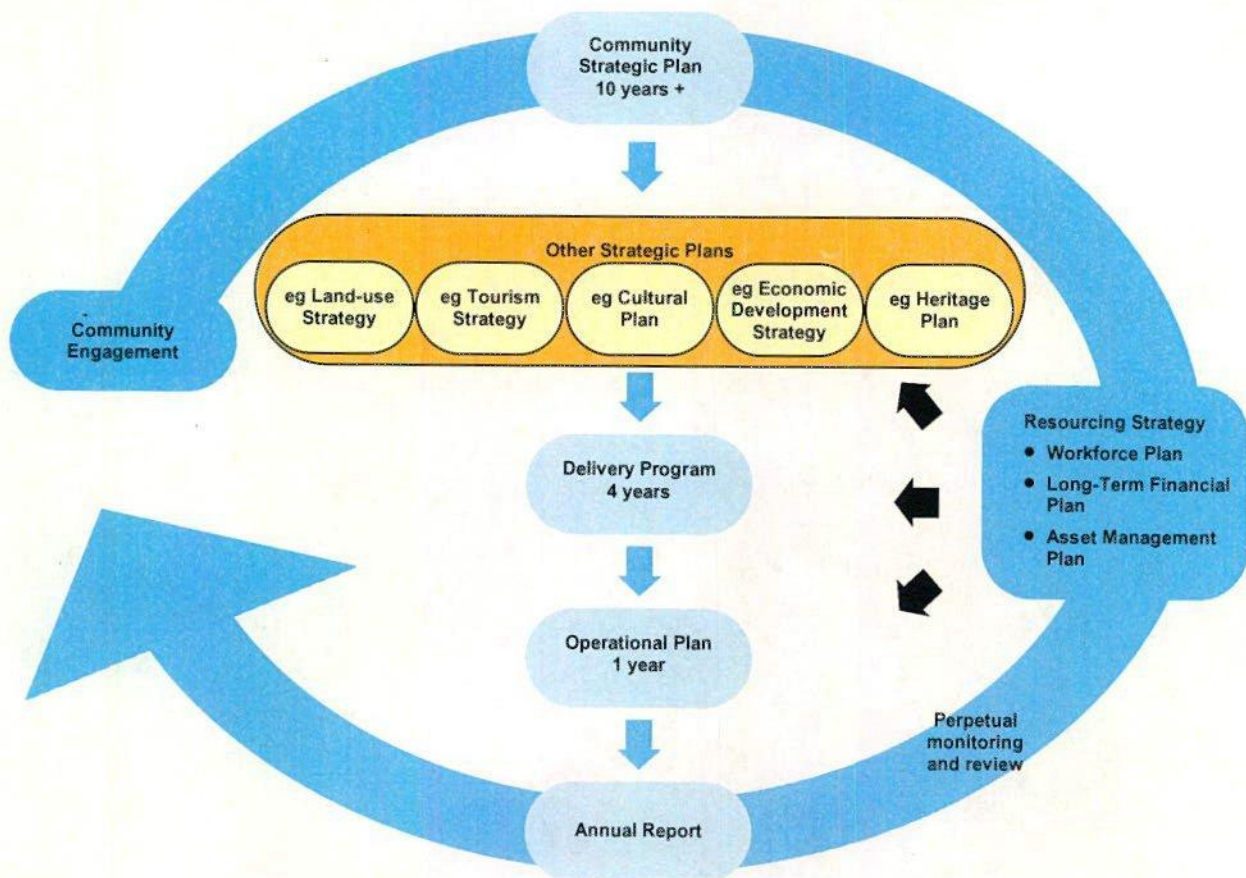 Community
Strategic Plan
10 years +
Other Strategic Plans
eg Land-use
Strategy
eg Tourism
Strategy
eg Cultural
Plan
eg Economic
Development
Strategy
eg Heritage
Plan
Community
Engagement
Resourcing Strategy
● Workforce Plan
● Long-Term Financial
Plan
● Asset Management
Plan
Delivery Program
4 years
Operational Plan
1 year
Perpetual
monitoring
and review
Annual Report